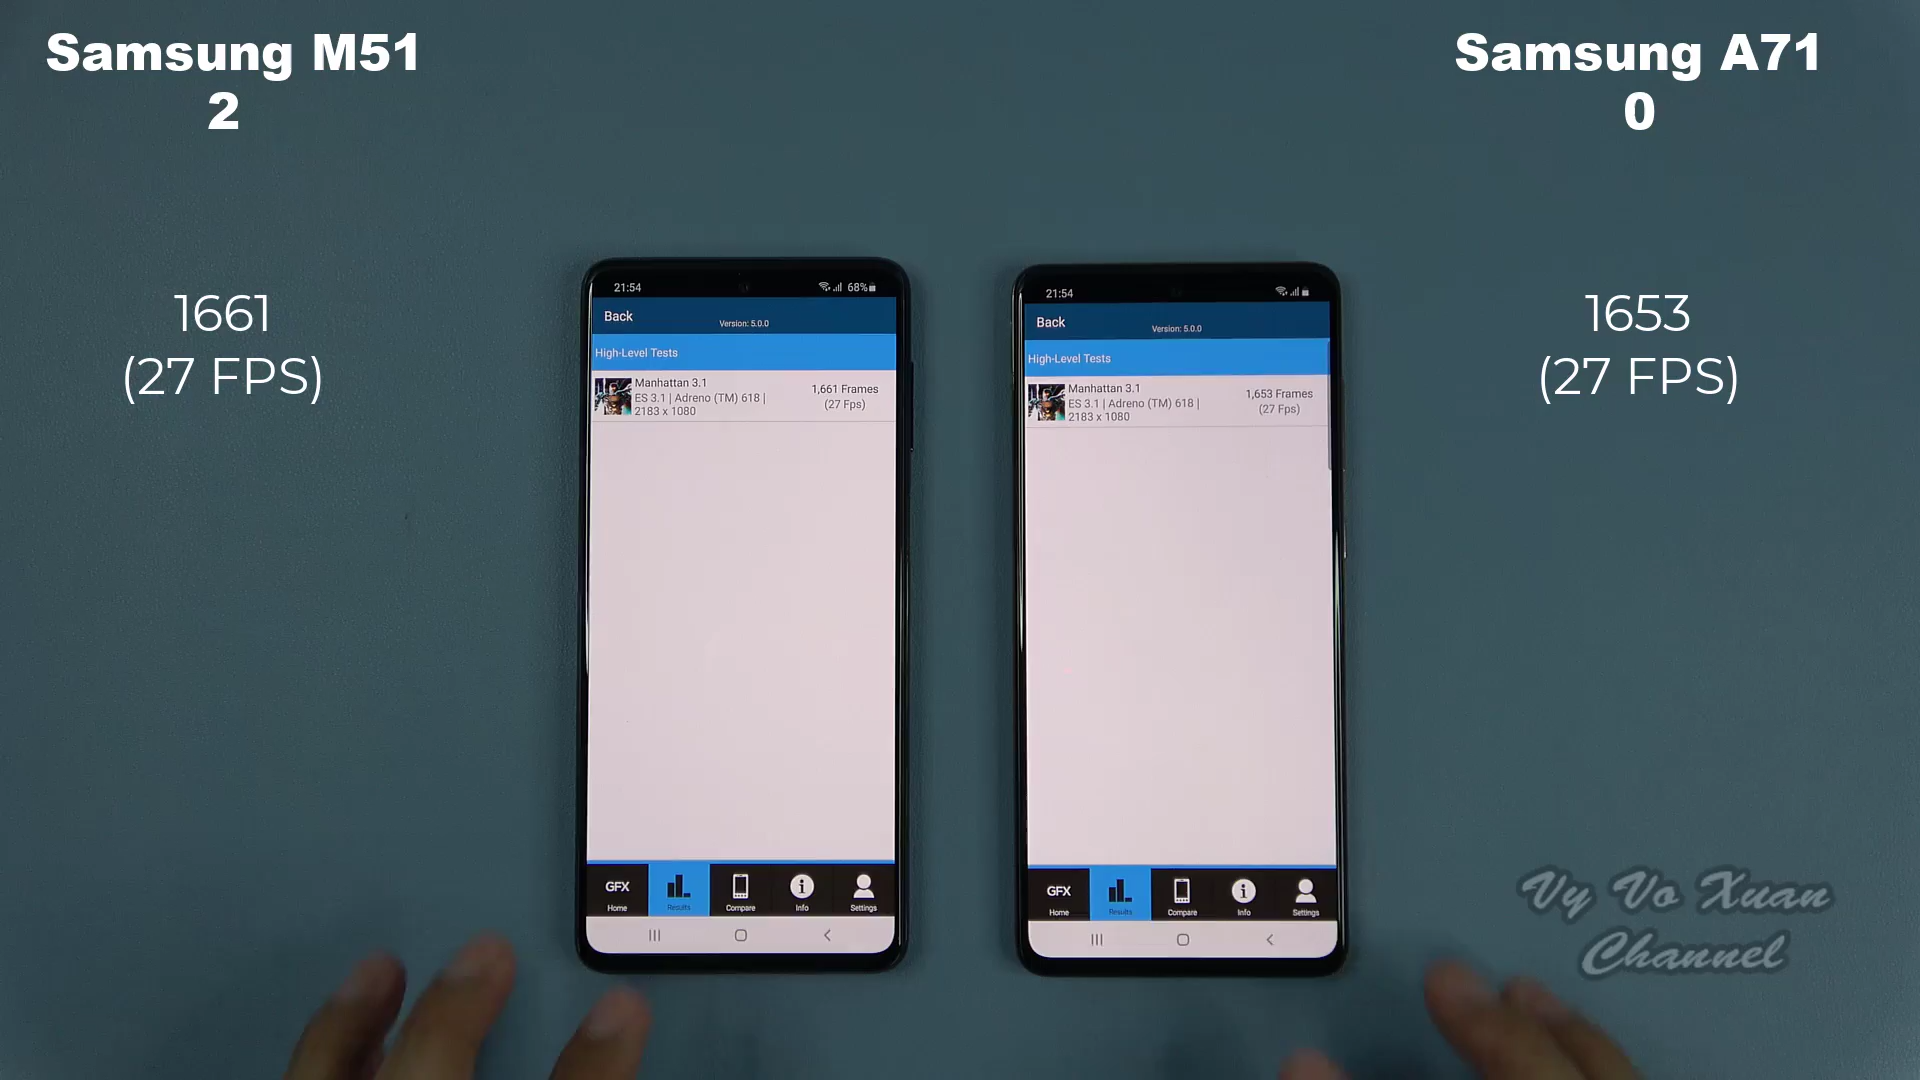 Samsung M51
2
Samsung A71
0
1661
(27 FPS)
1653
(27 FPS)
21:54
68%
Back
Version: 5.0.0
High-Level Tests
Manhattan 3.1
ES 3.1 | Adreno (TM) 618 |
2183 x 1080
1,661 Frames
(27 Fps)
GFX
Home
Results
Compare
Info
Settings
21:54
Back
Version: 5.0.0
High-Level Tests
Manhattan 3.1
ES 3.1 | Adreno (TM) 618 |
2183 x 1080
1,653 Frames
(27 Fps)
GFX
Home
Results
Compare
Info
Settings
Vy Vo Xuan
Channel